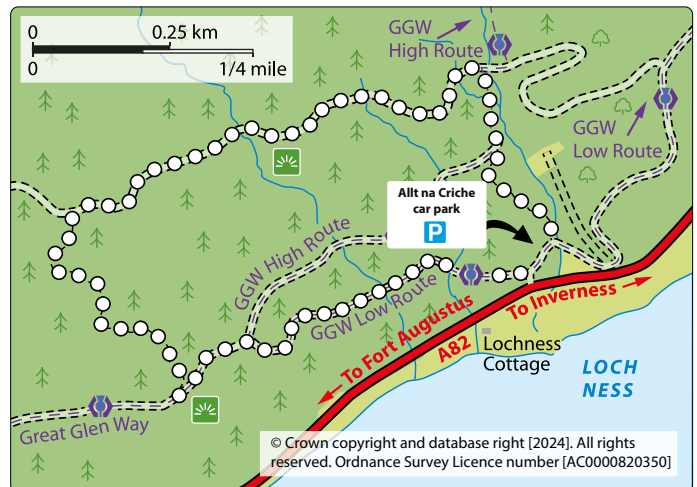 0 0.25 km
0 1/4 mile
GGW
High Route
GGW
Low Route
Allt na Criche
car park
P
GGW High Route
GGW Low Route
To Inverness
To Fort Augustus
A82
Lochness
Cottage
LOCH
NESS
Great Glen Way
© Crown copyright and database right [2024]. All rights
reserved. Ordnance Survey Licence number [AC0000820350]